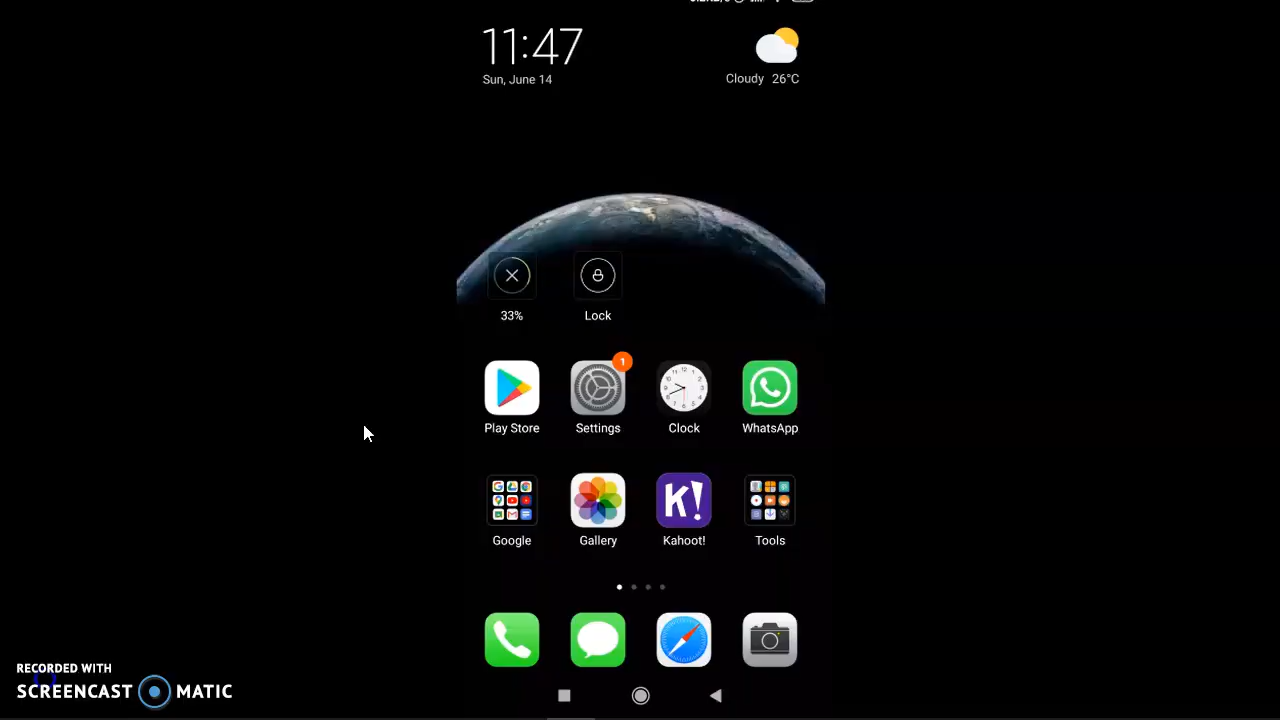 11:47
Sun, June 14
Cloudy 26°C
33% Lock
1
Play Store Settings Clock WhatsApp
K!
Google Gallery Kahoot! Tools
RECORDED WITH
SCREENCAST MATIC